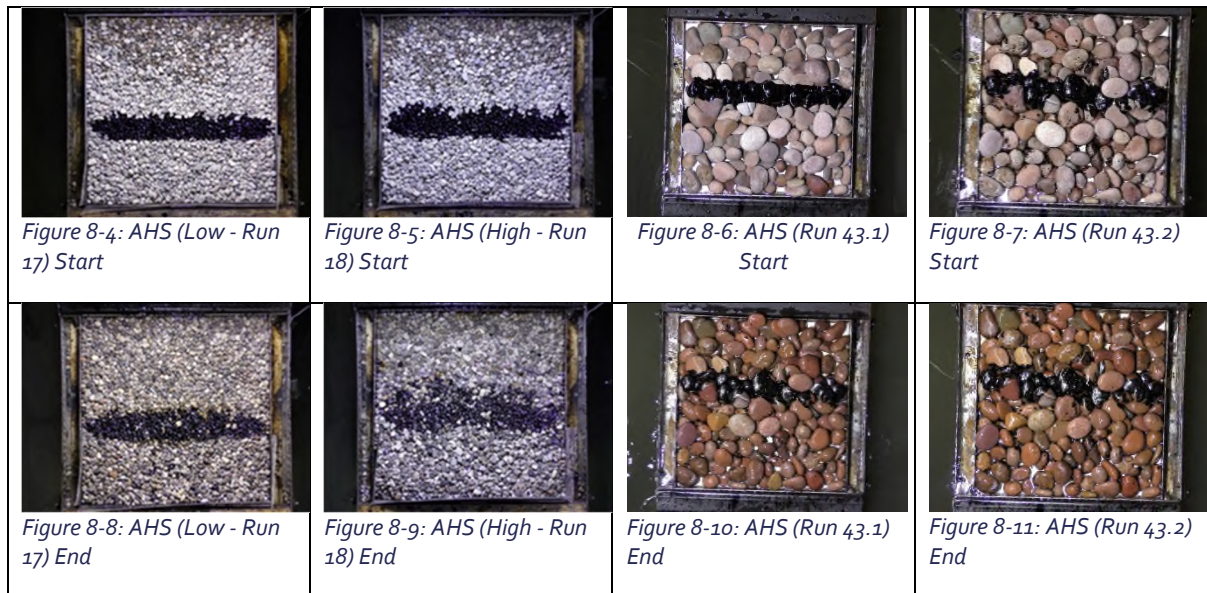 Figure 8-4: AHS (Low - Run
17) Start
Figure 8-5: AHS (High - Run
18) Start
Figure 8-6: AHS (Run 43.1)
Start
Figure 8-7: AHS (Run 43.2)
Start
Figure 8-8: AHS (Low - Run
17) End
Figure 8-9: AHS (High - Run
18) End
Figure 8-10: AHS (Run 43.1)
End
Figure 8-11: AHS (Run 43.2)
End